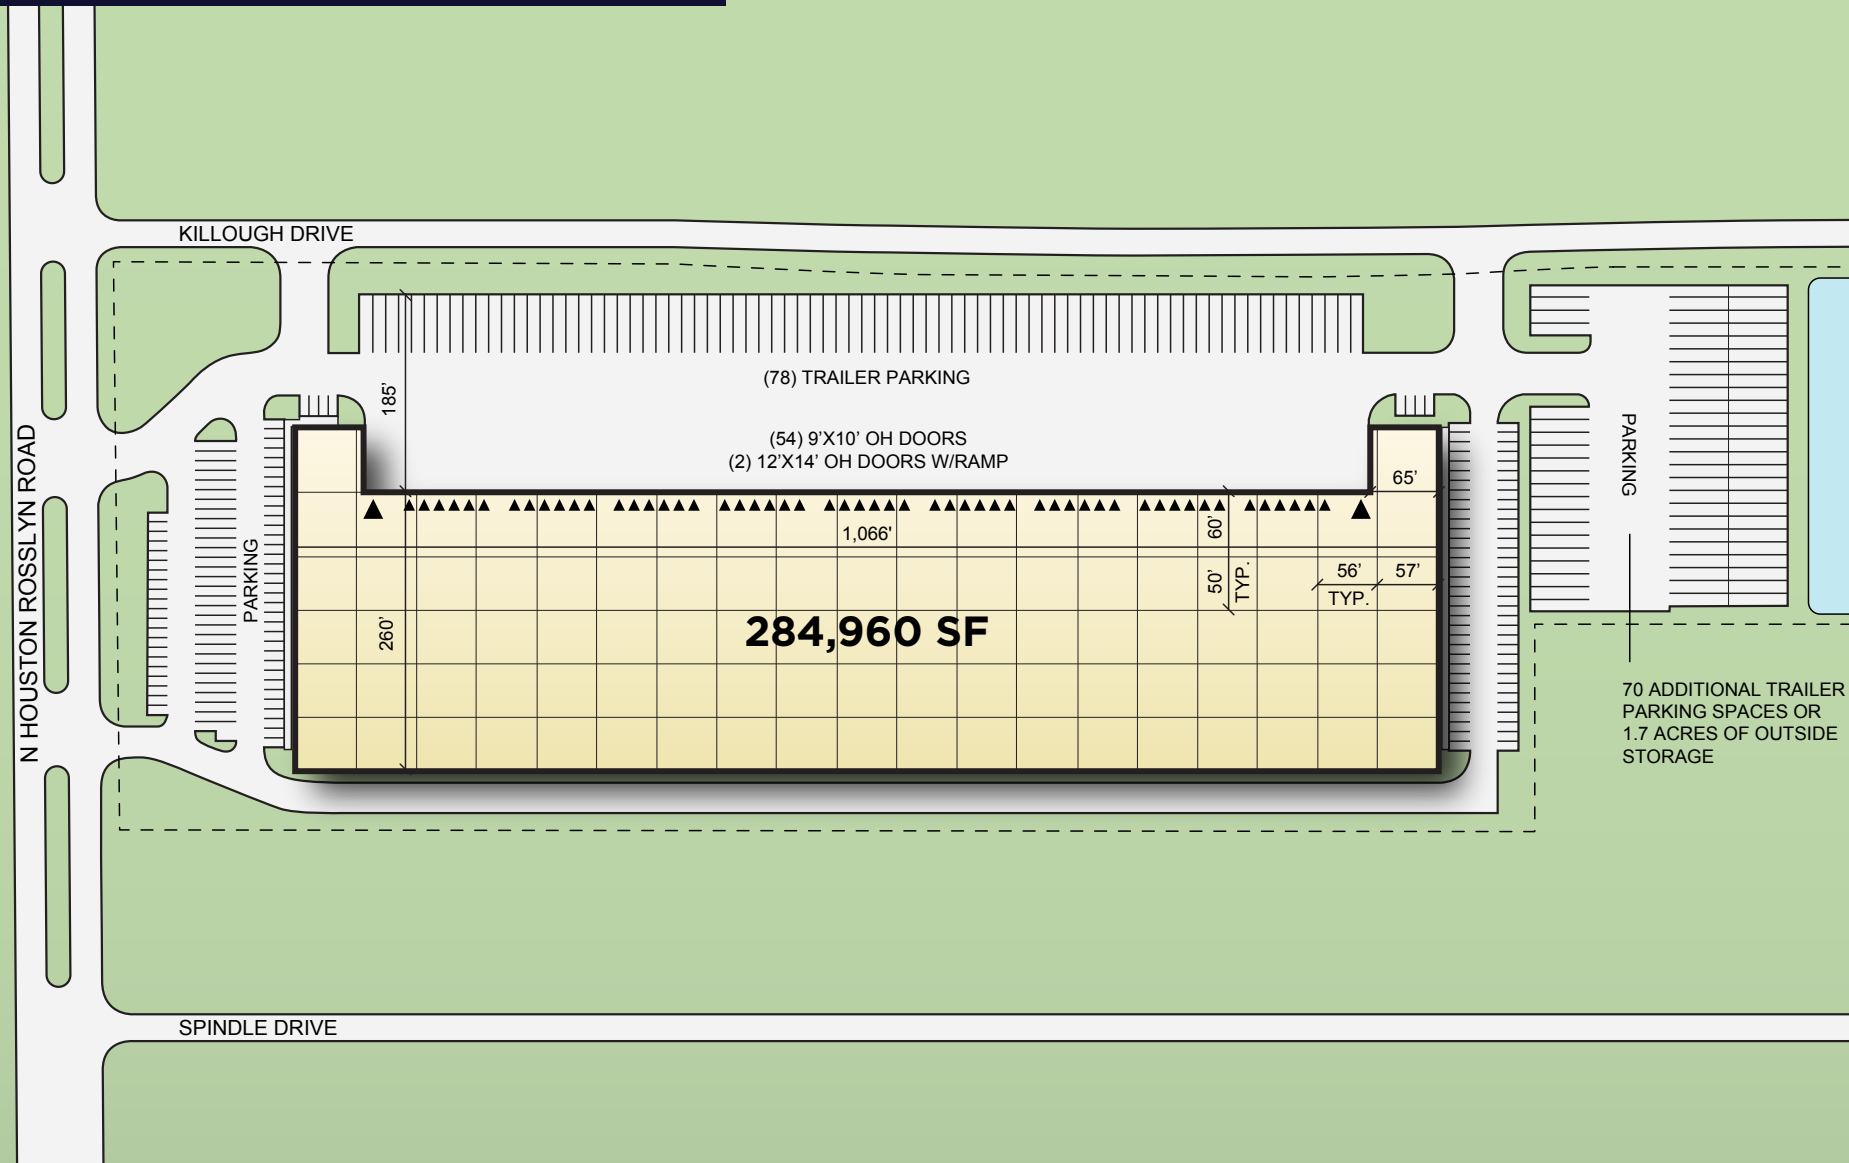 KILLOUGH DRIVE
N HOUSTON ROSSLYN ROAD
PARKING
185'
(78) TRAILER PARKING
(54) 9'X10' OH DOORS
(2) 12'X14' OH DOORS W/RAMP
65'
1,066'
60'
50'
TYP.
56'
57'
TYP.
260'
284,960 SF
PARKING
70 ADDITIONAL TRAILER
PARKING SPACES OR
1.7 ACRES OF OUTSIDE
STORAGE
SPINDLE DRIVE